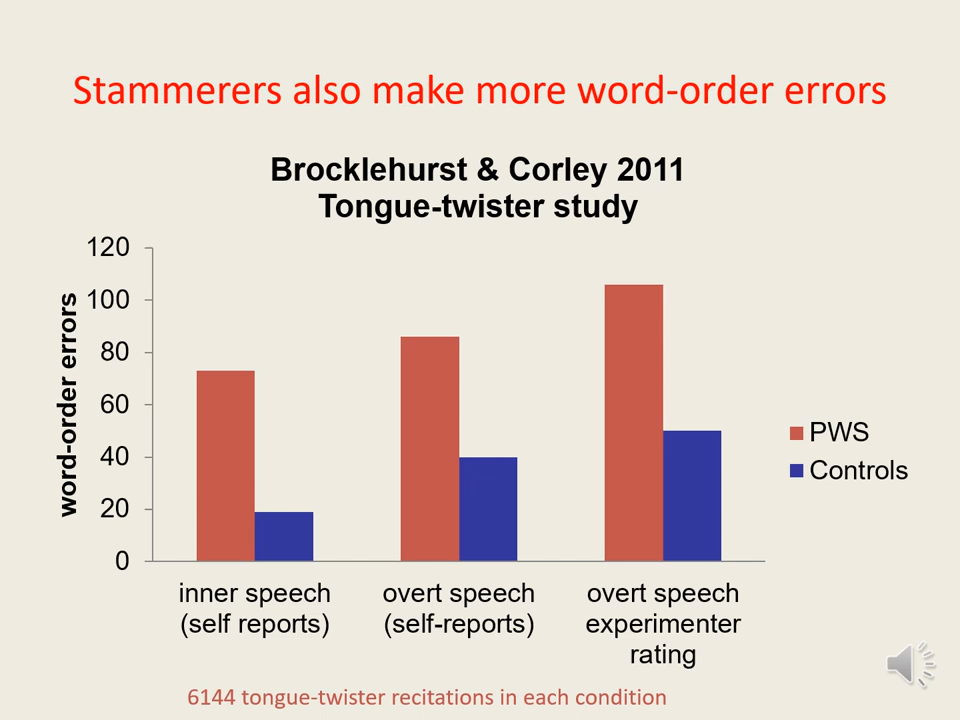 Stammerers also make more word-order errors
Brocklehurst & Corley 2011
Tongue-twister study
word-order errors
120
100
80
60
40
20
0
PWS
Controls
inner speech
(self reports)
overt speech
(self-reports)
overt speech
experimenter
rating
6144 tongue-twister recitations in each condition